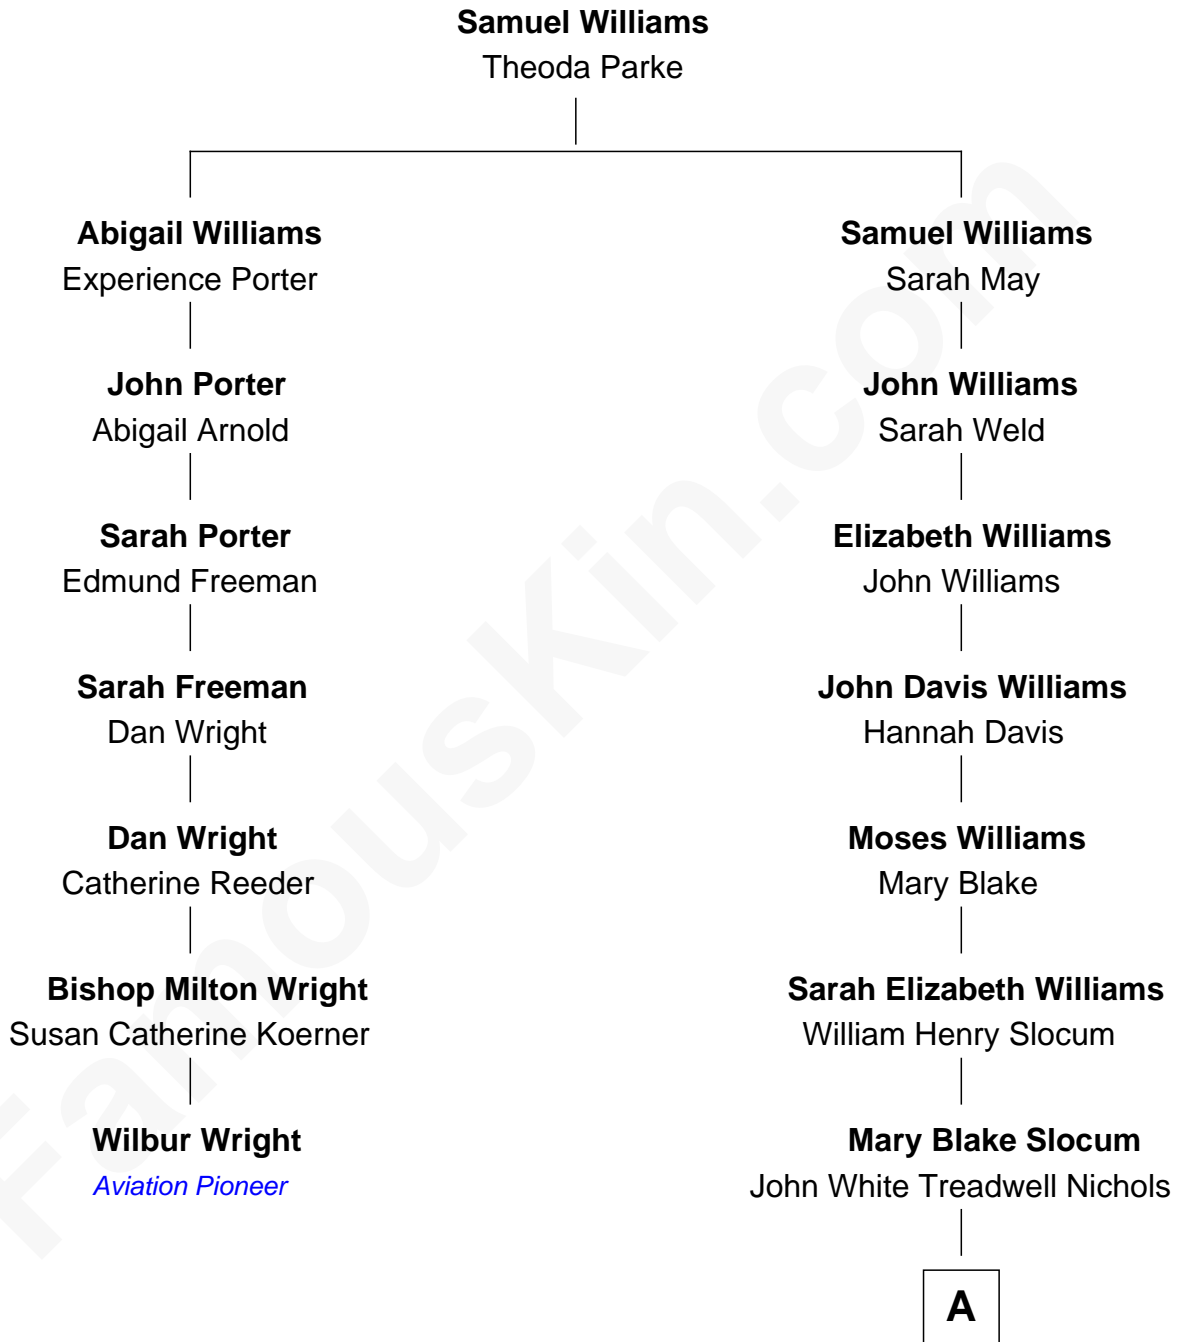 Samuel Williams
Theoda Parke
Abigail Williams
Experience Porter
Samuel Williams
Sarah May
John Porter
Abigail Arnold
John Williams
Sarah Weld
Sarah Porter
Edmund Freeman
Elizabeth Williams
John Williams
Sarah Freeman
Dan Wright
John Davis Williams
Hannah Davis
Dan Wright
Catherine Reeder
Moses Williams
Mary Blake
Bishop Milton Wright
Susan Catherine Koerner
Sarah Elizabeth Williams
William Henry Slocum
Wilbur Wright
Aviation Pioneer
Mary Blake Slocum
John White Treadwell Nichols
A
FamousKin.com